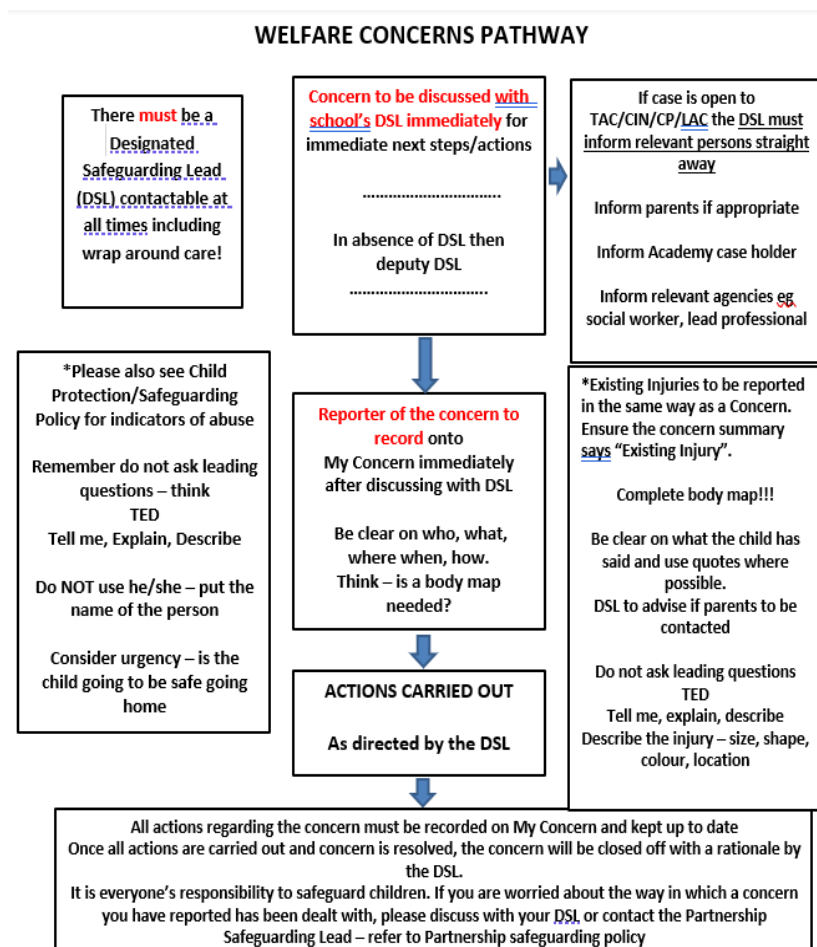 WELFARE CONCERNS PATHWAY
There must be a
Designated
Safeguarding Lead
(DSL) contactable at
all times including
wrap around care!
Concern to be discussed with
school's DSL immediately for
immediate next steps/actions
……………………………..
In absence of DSL then
deputy DSL
……………………………..
If case is open to
TAC/CIN/CP/LAC the DSL must
inform relevant persons straight
away
Inform parents if appropriate
Inform Academy case holder
Inform relevant agencies eg
social worker, lead professional
*Please also see Child
Protection/Safeguarding
Policy for indicators of abuse
Remember do not ask leading
questions – think
TED
Tell me, Explain, Describe
Do NOT use he/she – put the
name of the person
Consider urgency – is the
child going to be safe going
home
Reporter of the concern to
record onto
My Concern immediately
after discussing with DSL
Be clear on who, what,
where when, how.
Think – is a body map
needed?
*Existing Injuries to be reported
in the same way as a Concern.
Ensure the concern summary
says “Existing Injury”.
Complete body map!!!
Be clear on what the child has
said and use quotes where
possible.
DSL to advise if parents to be
contacted
Do not ask leading questions
TED
Tell me, explain, describe
Describe the injury – size, shape,
colour, location
ACTIONS CARRIED OUT
As directed by the DSL
All actions regarding the concern must be recorded on My Concern and kept up to date
Once all actions are carried out and concern is resolved, the concern will be closed off with a rationale by
the DSL.
It is everyone's responsibility to safeguard children. If you are worried about the way in which a concern
you have reported has been dealt with, please discuss with your DSL or contact the Partnership
Safeguarding Lead – refer to Partnership safeguarding policy